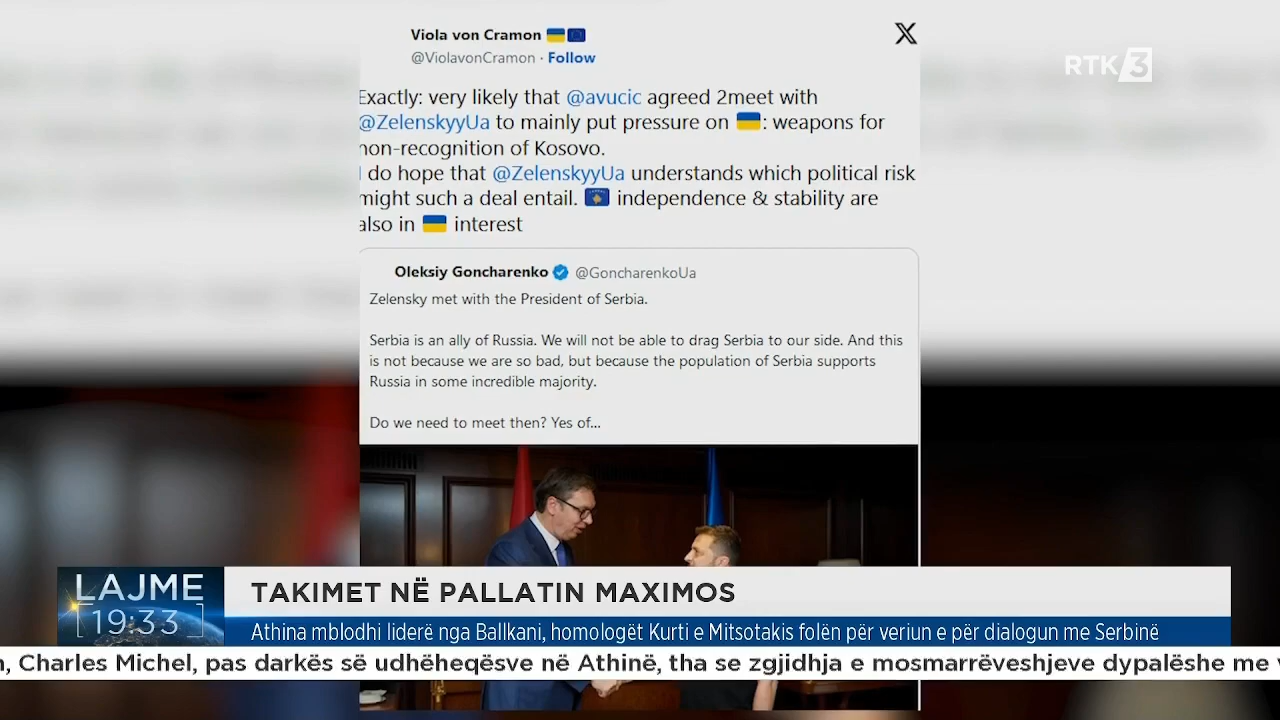 Viola von Cramon
@ViolavonCramon · Follow
X
RTK 3
Exactly: very likely that @avucic agreed 2meet with
@ZelenskyyUa to mainly put pressure on : weapons for
non-recognition of Kosovo.
I do hope that @ZelenskyyUa understands which political risk
might such a deal entail. independence & stability are
also in interest
Oleksiy Goncharenko @GoncharenkoUa
Zelensky met with the President of Serbia.
Serbia is an ally of Russia. We will not be able to drag Serbia to our side. And this
is not because we are so bad, but because the population of Serbia supports
Russia in some incredible majority.
Do we need to meet then? Yes of...
LAJME
19:33
TAKIMET NË PALLATIN MAXIMOS
Athina mblodhi liderë nga Ballkani, homologët Kurti e Mitsotakis folën për veriun e për dialogun me Serbinë
, Charles Michel, pas darkës së udhëheqësve në Athinë, tha se zgjidhja e mosmarrëveshjeve dypalëshe me